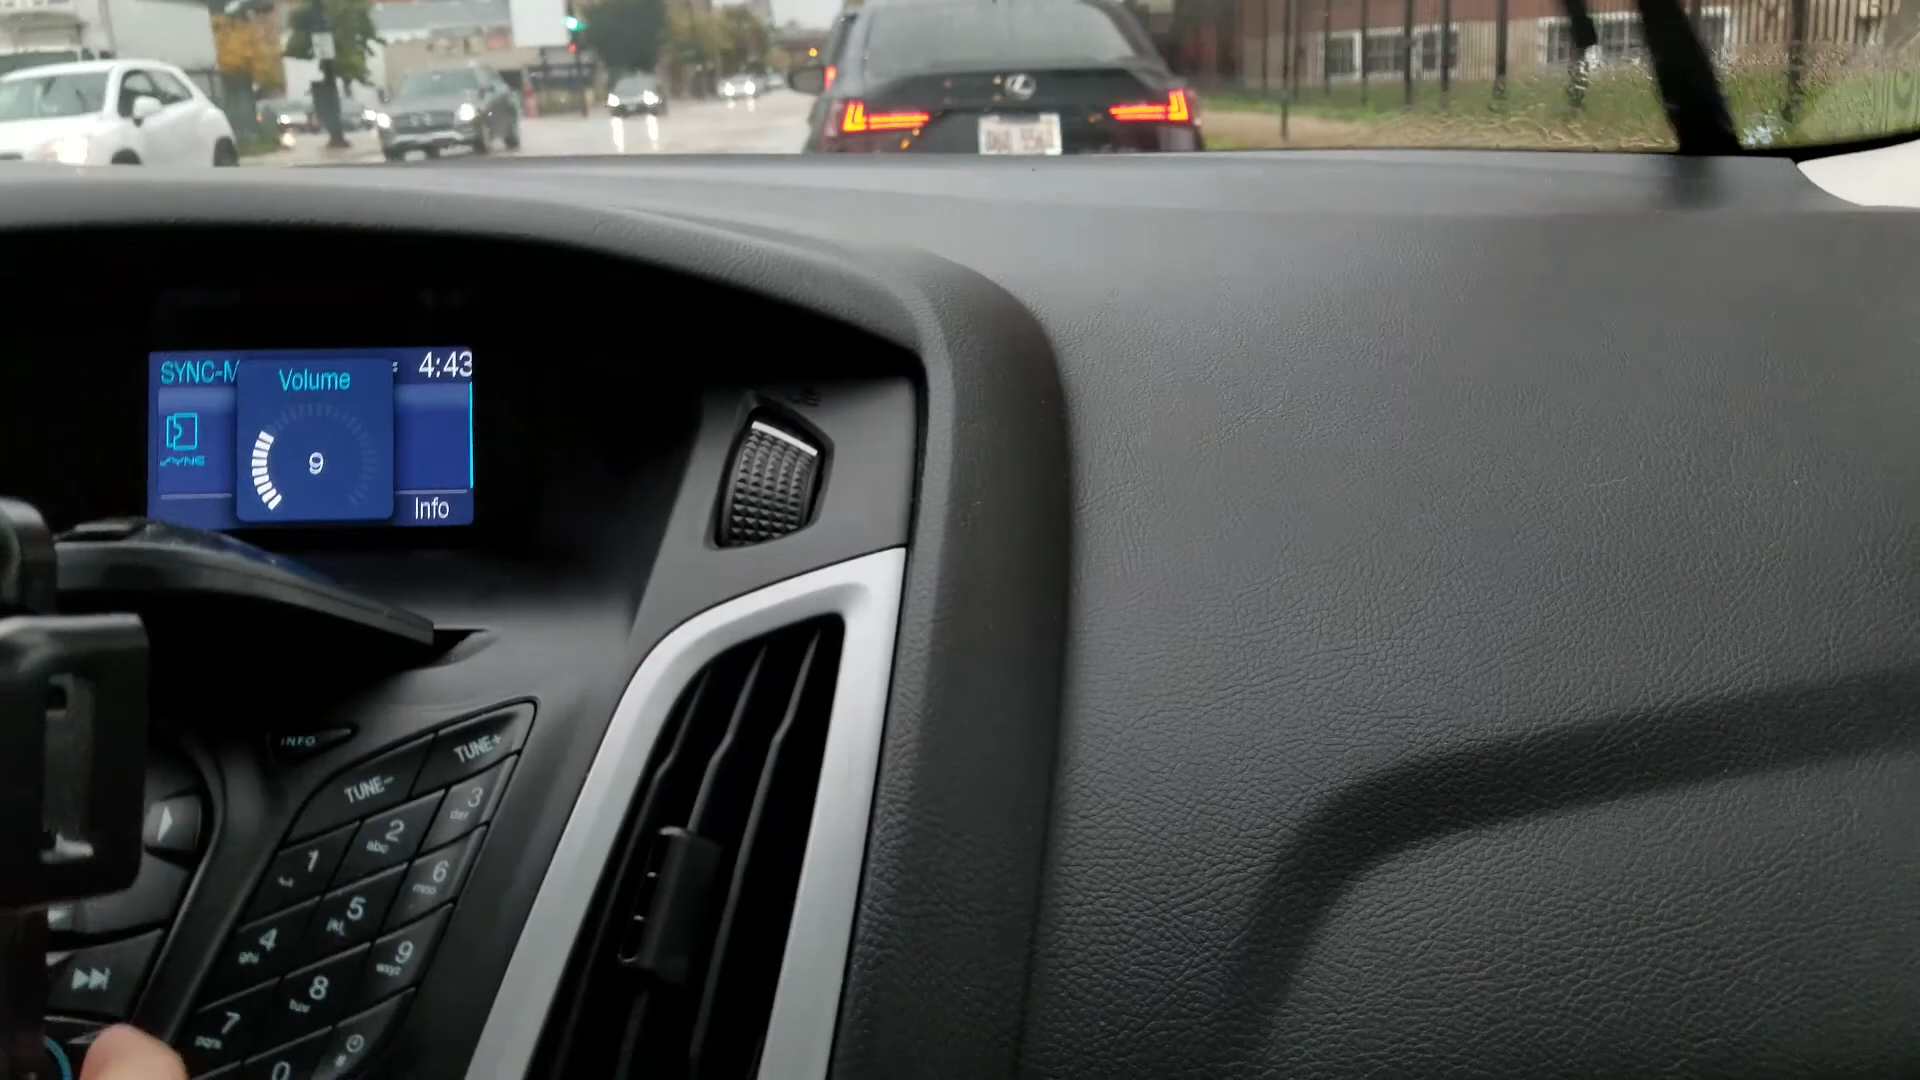 SYNC-M
4:43
Volume
9
SYNC
Info
INFO
TUNE-
TUNE+
1
2
abc
3
def
4
ghi
5
jkl
6
mno
7
pqrs
8
tuv
9
wxyz
0